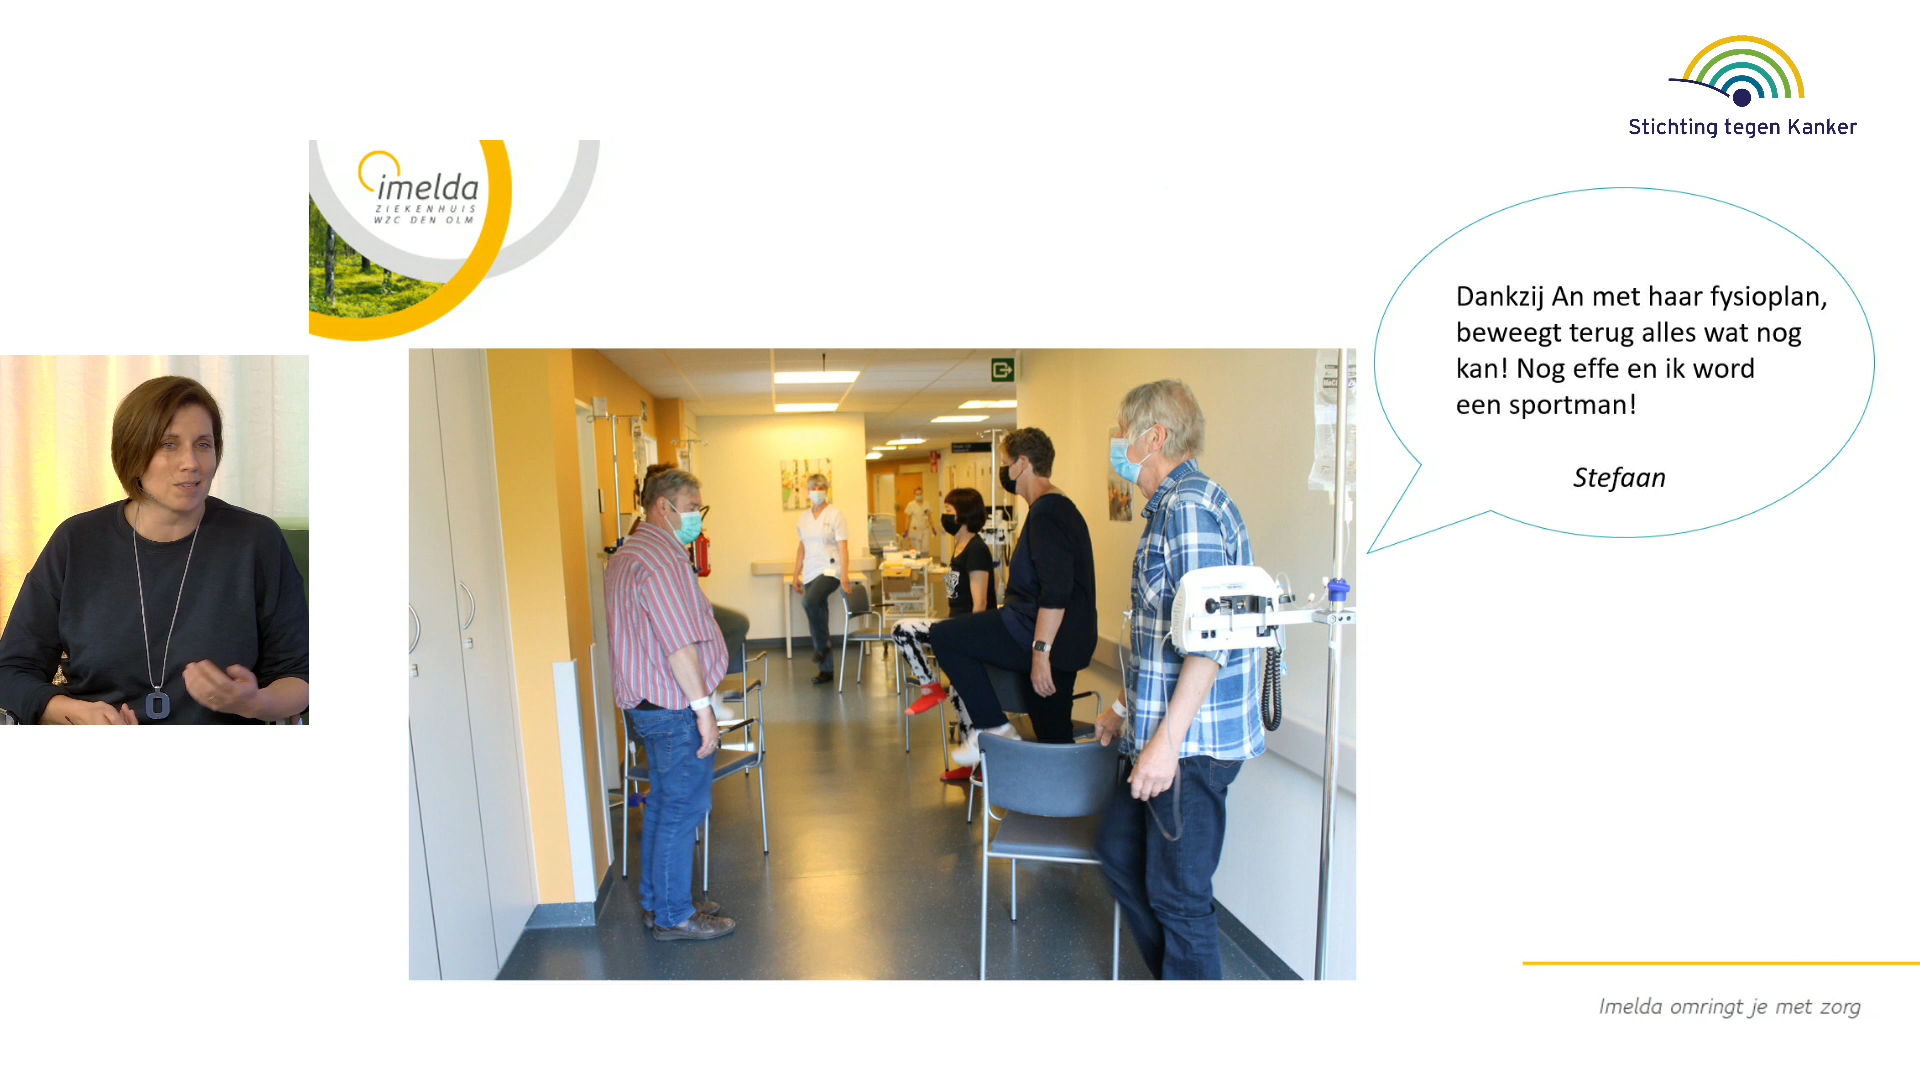 Stichting tegen Kanker
imelda
ZIEKENHUIS
WZC DEN OLM
Dankzij An met haar fysioplan,
beweegt terug alles wat nog
kan! Nog effe en ik word
een sportman!
Stefaan
Imelda omringt je met zorg